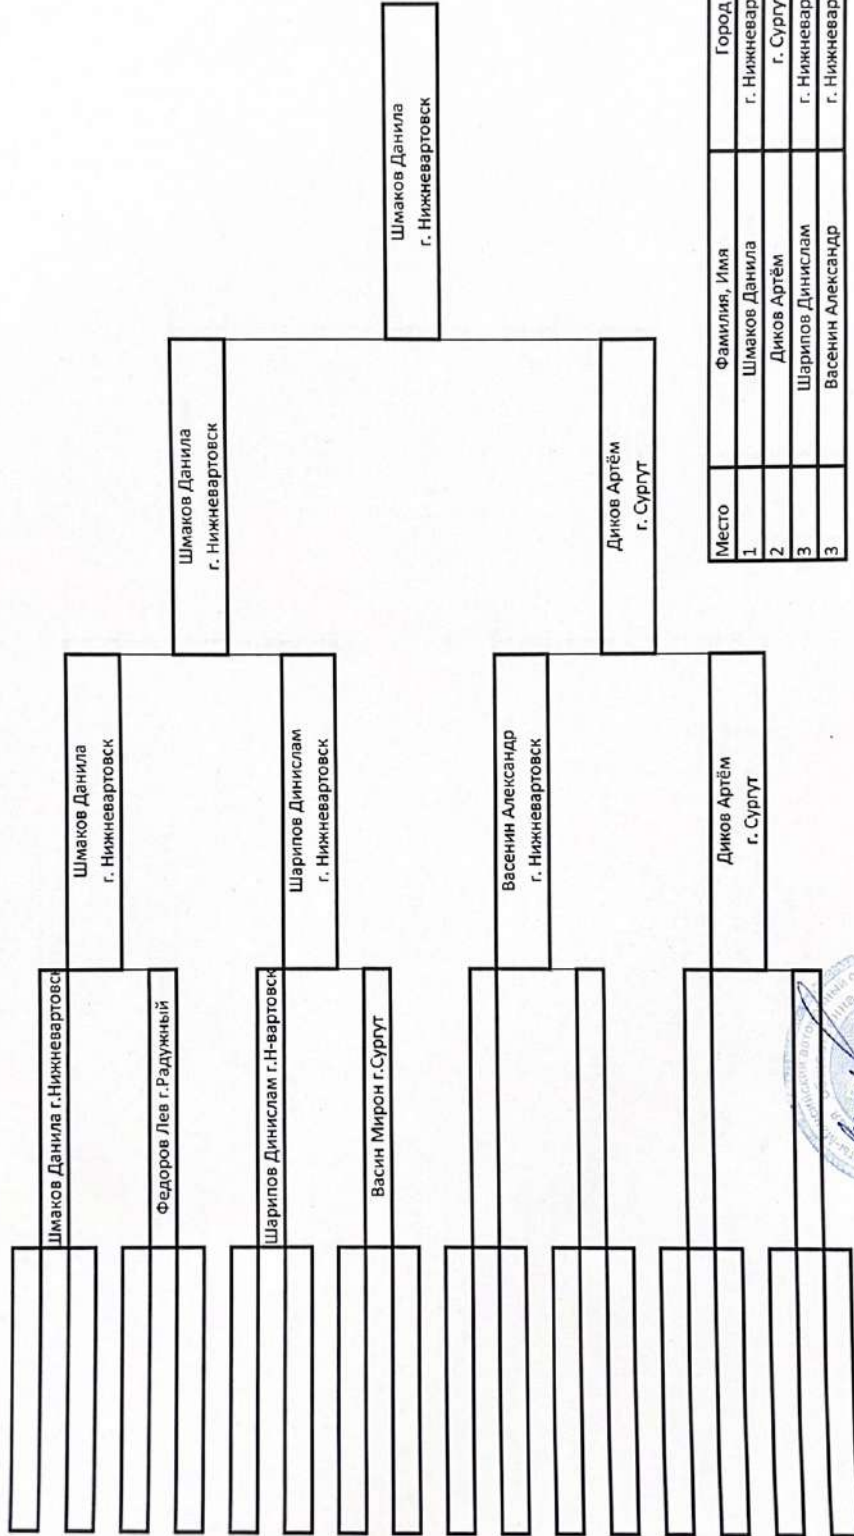 Шмаков Данила г.Нижневартовск
Федоров Лев г.Радужный
Шарипов Динислам г.Н-вартовск
Васин Мирон г.Сургут
Шмаков Данила
г. Нижневартовск
Шарипов Динислам
г. Нижневартовск
Васенин Александр
г. Нижневартовск
Диков Артём
г. Сургут
Шмаков Данила
г. Нижневартовск
Диков Артём
г. Сургут
Шмаков Данила
г. Нижневартовск
Место Фамилия, Имя Город
1 Шмаков Данила г. Нижневар
2 Диков Артём г. Сургу
3 Шарипов Динислам г. Нижневар
3 Васенин Александр г. Нижневар